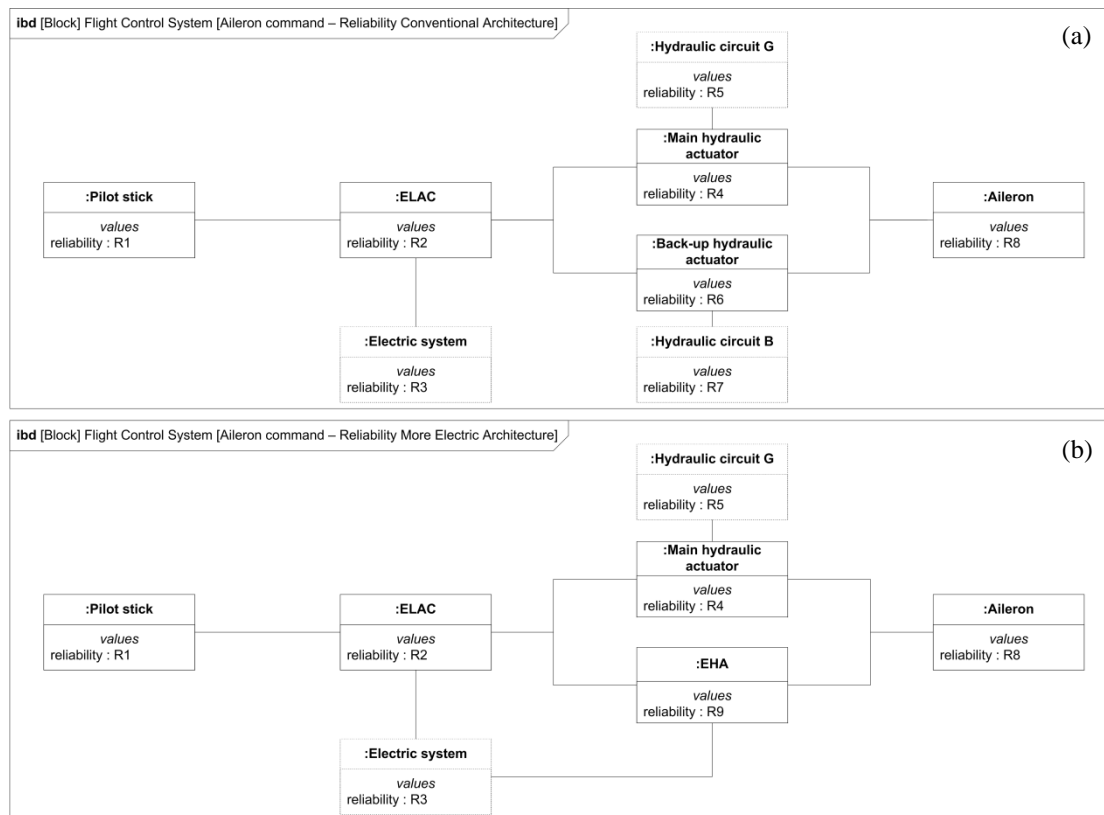 ibd [Block] Flight Control System [Aileron command – Reliability Conventional Architecture]
(a)
:Hydraulic circuit G
values
reliability : R5
:Main hydraulic
actuator
values
reliability : R4
:Pilot stick
values
reliability : R1
:ELAC
values
reliability : R2
:Aileron
values
reliability : R8
:Back-up hydraulic
actuator
values
reliability : R6
:Electric system
values
reliability : R3
:Hydraulic circuit B
values
reliability : R7
ibd [Block] Flight Control System [Aileron command – Reliability More Electric Architecture]
(b)
:Hydraulic circuit G
values
reliability : R5
:Main hydraulic
actuator
values
reliability : R4
:Pilot stick
values
reliability : R1
:ELAC
values
reliability : R2
:Aileron
values
reliability : R8
:EHA
values
reliability : R9
:Electric system
values
reliability : R3